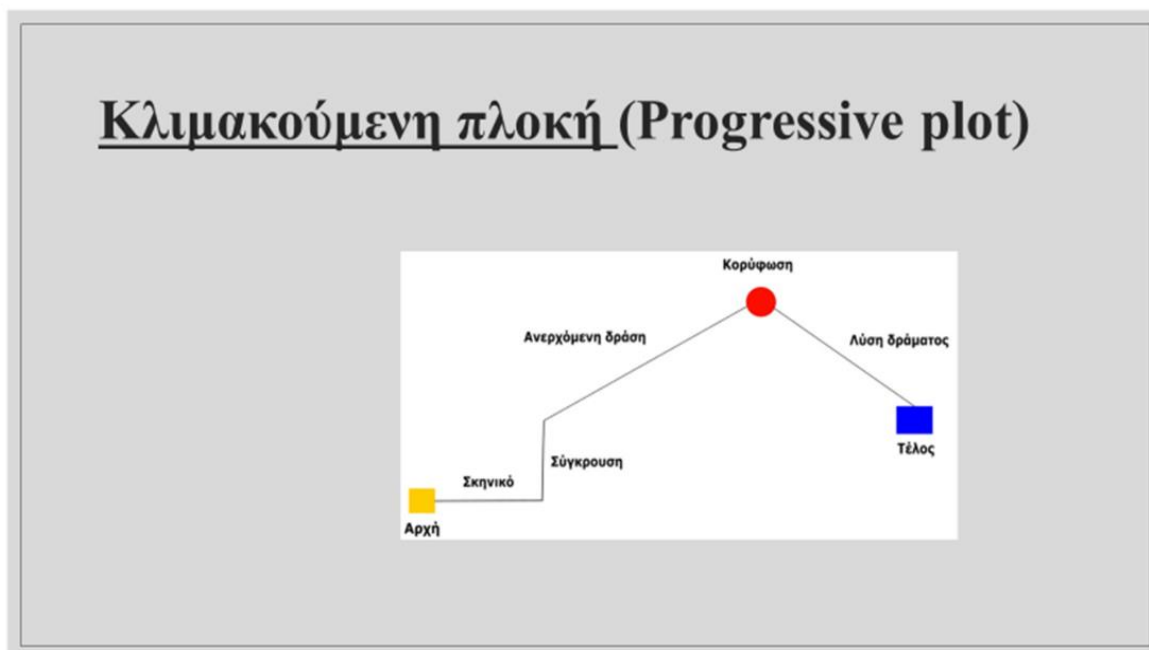 Κλιμακούμενη πλοκή (Progressive plot)
Κορύφωση
Ανερχόμενη δράση
Λύση δράματος
Τέλος
Σύγκρουση
Σκηνικό
Αρχή